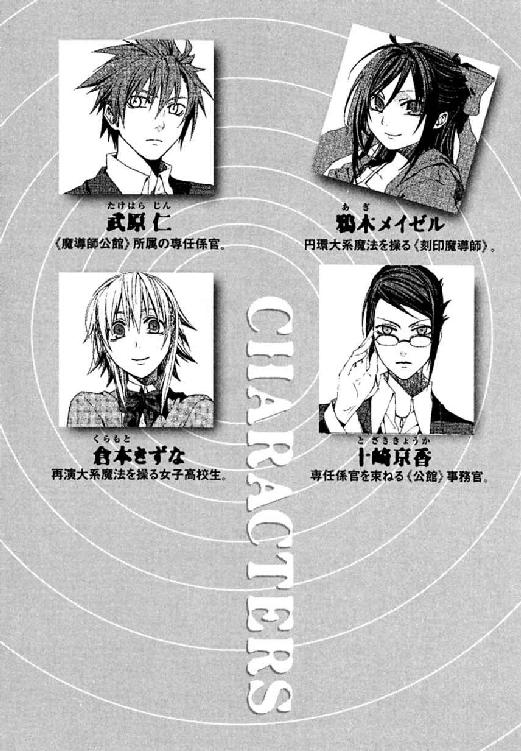 たけはら じん
武原 仁
《魔導師公館》所属の専任係官。
あぎ
鴉木メイゼル
円環大系魔法を操る《刻印魔導師》。
くらもと
倉本きずな
再演大系魔法を操る女子高校生。
とざききょうか
十崎京香
専任係官を束ねる《公館》事務官。
CHARACTERS